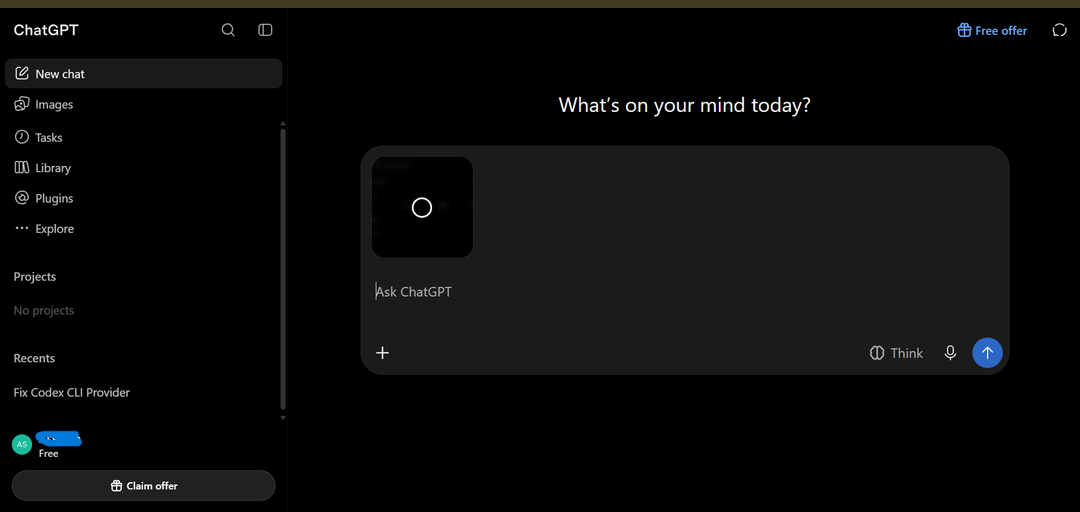 ChatGPT
New chat
Images
Tasks
Library
Plugins
Explore
Projects
No projects
Recents
Fix Codex CLI Provider
AS
Free
Claim offer
Free offer
What's on your mind today?
Ask ChatGPT
Think